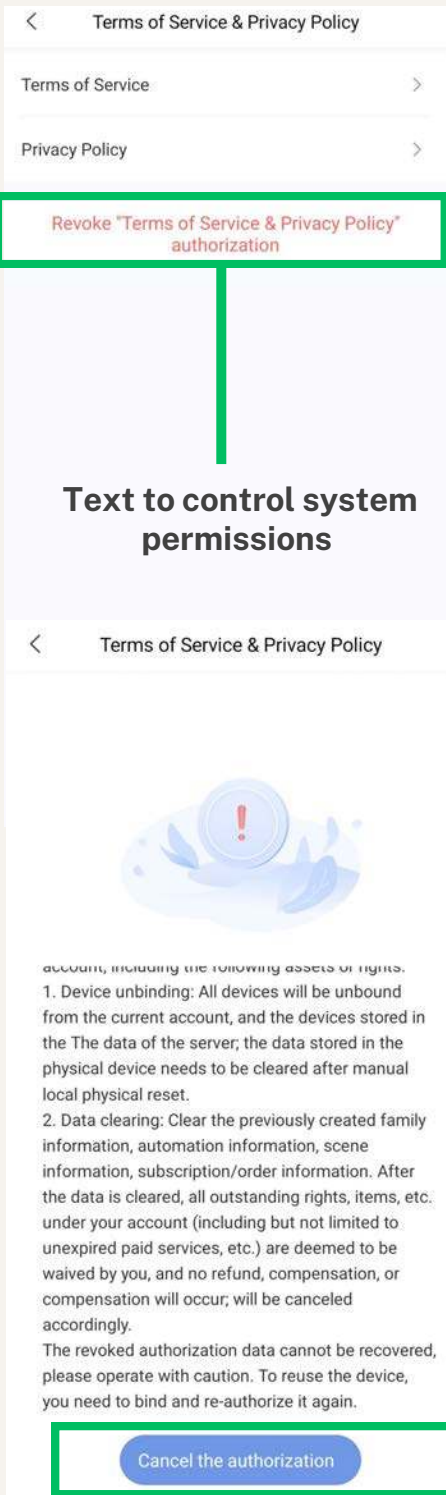 Terms of Service & Privacy Policy
Terms of Service
Privacy Policy
Revoke "Terms of Service & Privacy Policy"
authorization
Text to control system
permissions
Terms of Service & Privacy Policy
account, including the following assets or rights.
1. Device unbinding: All devices will be unbound
from the current account, and the devices stored in
the The data of the server; the data stored in the
physical device needs to be cleared after manual
local physical reset.
2. Data clearing: Clear the previously created family
information, automation information, scene
information, subscription/order information. After
the data is cleared, all outstanding rights, items, etc.
under your account (including but not limited to
unexpired paid services, etc.) are deemed to be
waived by you, and no refund, compensation, or
compensation will occur; will be canceled
accordingly.
The revoked authorization data cannot be recovered,
please operate with caution. To reuse the device,
you need to bind and re-authorize it again.
Cancel the authorization